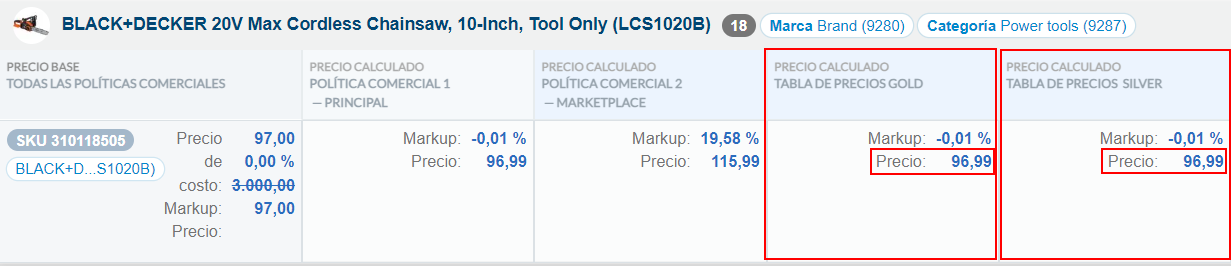 BLACK+DECKER 20V Max Cordless Chainsaw, 10-Inch, Tool Only (LCS1020B) 18 Marca Brand (9280) Categoría Power tools (9287)
PRECIO BASE
TODAS LAS POLÍTICAS COMERCIALES
PRECIO CALCULADO
POLÍTICA COMERCIAL 1
— PRINCIPAL
PRECIO CALCULADO
POLÍTICA COMERCIAL 2
— MARKETPLACE
PRECIO CALCULADO
TABLA DE PRECIOS GOLD
PRECIO CALCULADO
TABLA DE PRECIOS SILVER
SKU 310118505
BLACK+D...S1020B)
Precio 97,00
de 0,00 %
costo: 3.000,00
Markup: 97,00
Precio:
Markup: -0,01 %
Precio: 96,99
Markup: 19,58 %
Precio: 115,99
Markup: -0,01 %
Precio: 96,99
Markup: -0,01 %
Precio: 96,99